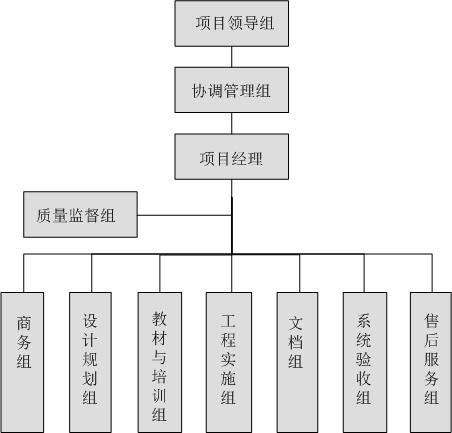 项目领导组
协调管理组
项目经理
质量监督组
商务组
设计规划组
教材与培训组
工程实施组
文档组
系统验收组
售后服务组